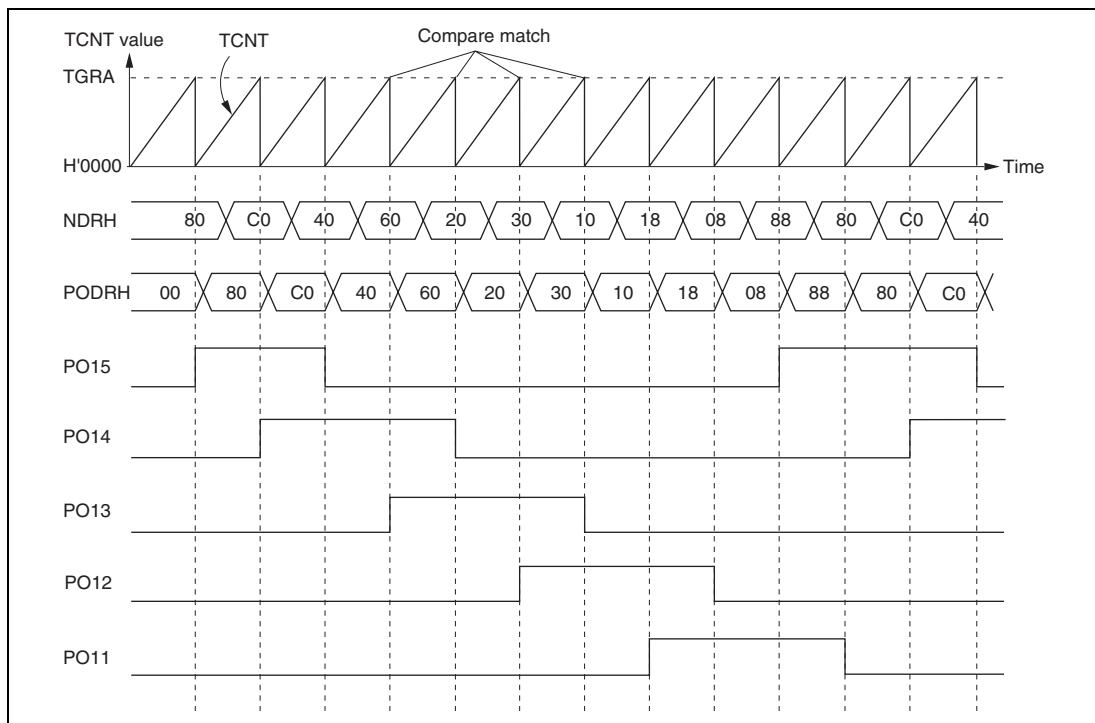 TCNT value
TCNT
Compare match
TGRA
H'0000
Time
NDRH
80 C0 40 60 20 30 10 18 08 88 80 C0 40
PODRH
00 80 C0 40 60 20 30 10 18 08 88 80 C0
PO15
PO14
PO13
PO12
PO11